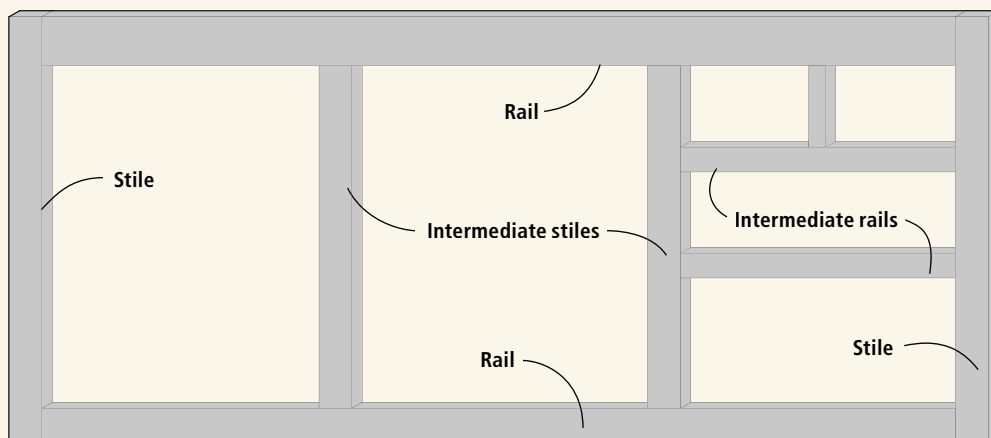 Rail
Stile
Intermediate rails
Intermediate stiles
Stile
Rail